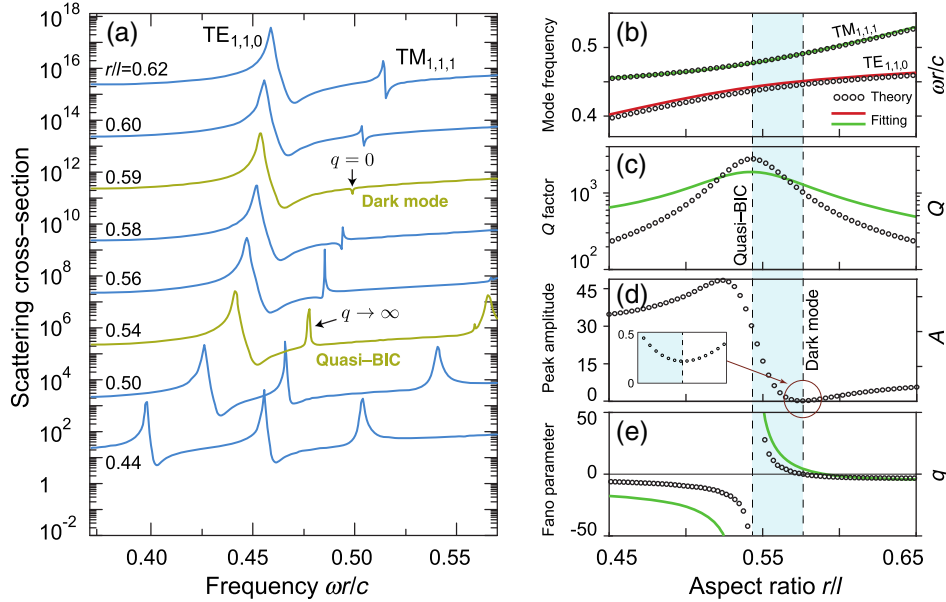 (a)
Scattering cross–section
10^18
10^16
10^14
10^12
10^10
10^8
10^6
10^4
10^2
1
10^-2
TE1,1,0
TM1,1,1
r/l=0.62
0.60
0.59
q = 0
Dark mode
0.58
0.56
0.54
q → ∞
Quasi–BIC
0.50
0.44
0.40
0.45
0.50
0.55
Frequency ωr/c
(b)
Mode frequency
0.5
0.4
TM1,1,1
TE1,1,0
Theory
Fitting
ωr/c
(c)
Q factor
10^3
10^2
Quasi–BIC
Q
(d)
Peak amplitude
45
30
15
0
0.5
0
Dark mode
A
(e)
Fano parameter
50
0
-50
q
0.45
0.55
0.65
Aspect ratio r/l